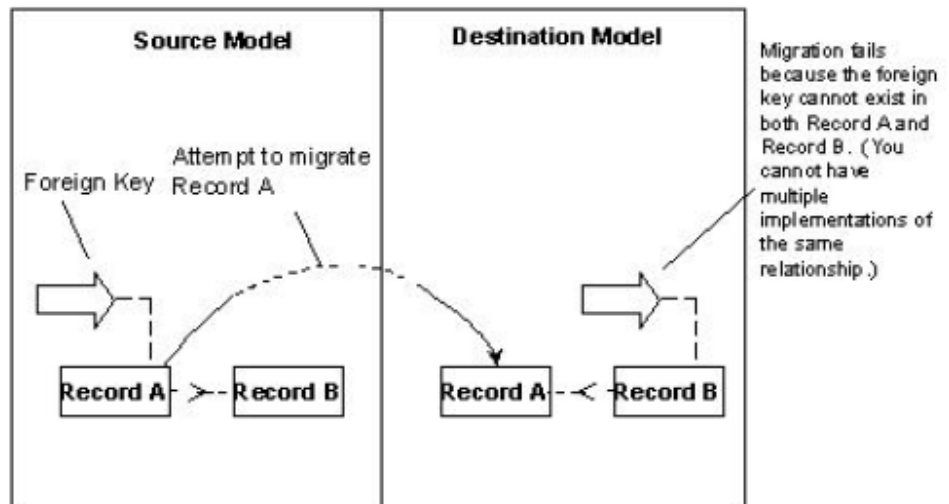 Source Model
Destination Model
Migration fails
because the foreign
key cannot exist in
both Record A and
Record B. (You
cannot have
multiple
implementations of
the same
relationship.)
Attempt to migrate
Record A
Foreign Key
Record A
Record B
Record A
Record B